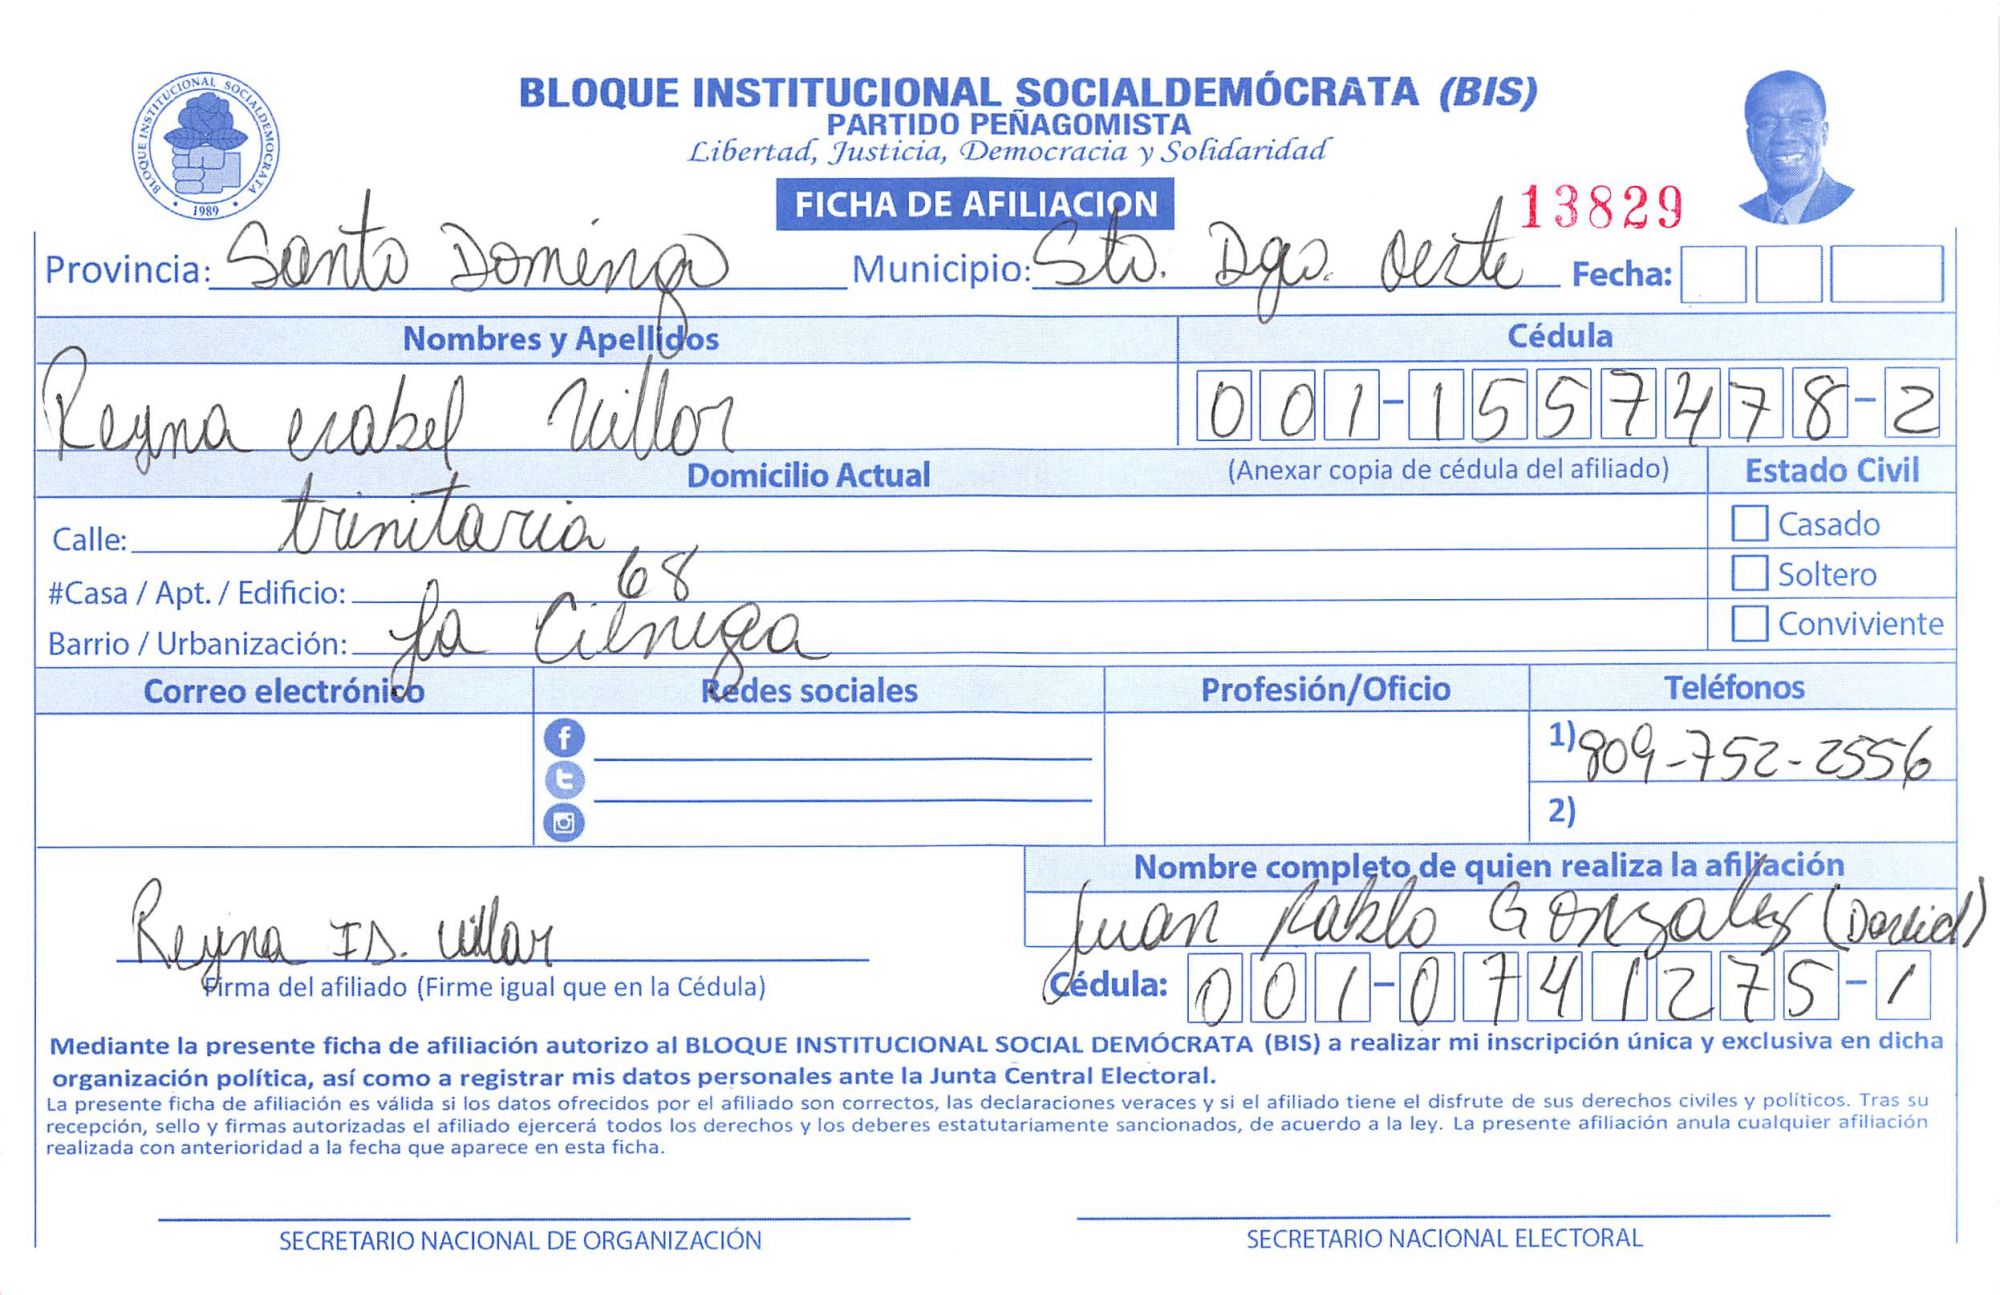 BLOQUE INSTITUCIONAL SOCIALDEMÓCRATA (BIS)
PARTIDO PEÑAGOMISTA
Libertad, Justicia, Democracia y Solidaridad
BLOQUE INSTITUCIONAL SOCIALDEMOCRATA
1989
FICHA DE AFILIACION
13829
Provincia: Santo Domingo Municipio: Sto. Dgo. Oeste Fecha:
Nombres y Apellidos Cédula
Reyna esabel Villar 001-1557478-2
Domicilio Actual (Anexar copia de cédula del afiliado) Estado Civil
Calle: trinitaria Casado
#Casa / Apt. / Edificio: 68 Soltero
Barrio / Urbanización: La Cienega Conviviente
Correo electrónico Redes sociales Profesión/Oficio Teléfonos
1) 809-752-2556
2)
Nombre completo de quien realiza la afiliación
Reyna IS. Villar Juan Pablo Gonzalez (David)
Firma del afiliado (Firme igual que en la Cédula) Cédula: 001-0741275-1
Mediante la presente ficha de afiliación autorizo al BLOQUE INSTITUCIONAL SOCIAL DEMÓCRATA (BIS) a realizar mi inscripción única y exclusiva en dicha
organización política, así como a registrar mis datos personales ante la Junta Central Electoral.
La presente ficha de afiliación es válida si los datos ofrecidos por el afiliado son correctos, las declaraciones veraces y si el afiliado tiene el disfrute de sus derechos civiles y políticos. Tras su
recepción, sello y firmas autorizadas el afiliado ejercerá todos los derechos y los deberes estatutariamente sancionados, de acuerdo a la ley. La presente afiliación anula cualquier afiliación
realizada con anterioridad a la fecha que aparece en esta ficha.
SECRETARIO NACIONAL DE ORGANIZACIÓN SECRETARIO NACIONAL ELECTORAL